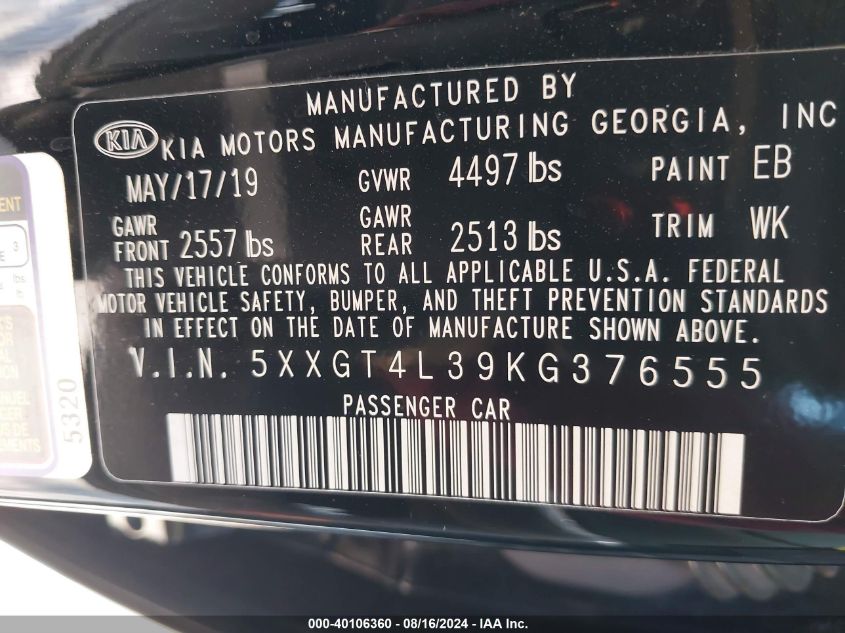 MANUFACTURED BY
KIA KIA MOTORS MANUFACTURING GEORGIA, INC
MAY/17/19 GVWR 4497 lbs PAINT EB
GAWR FRONT 2557 lbs GAWR REAR 2513 lbs TRIM WK
THIS VEHICLE CONFORMS TO ALL APPLICABLE U.S.A. FEDERAL
MOTOR VEHICLE SAFETY, BUMPER, AND THEFT PREVENTION STANDARDS
IN EFFECT ON THE DATE OF MANUFACTURE SHOWN ABOVE.
V.I.N. 5XXGT4L39KG376555
PASSENGER CAR
5320
000-40106360 - 08/16/2024 - IAA Inc.